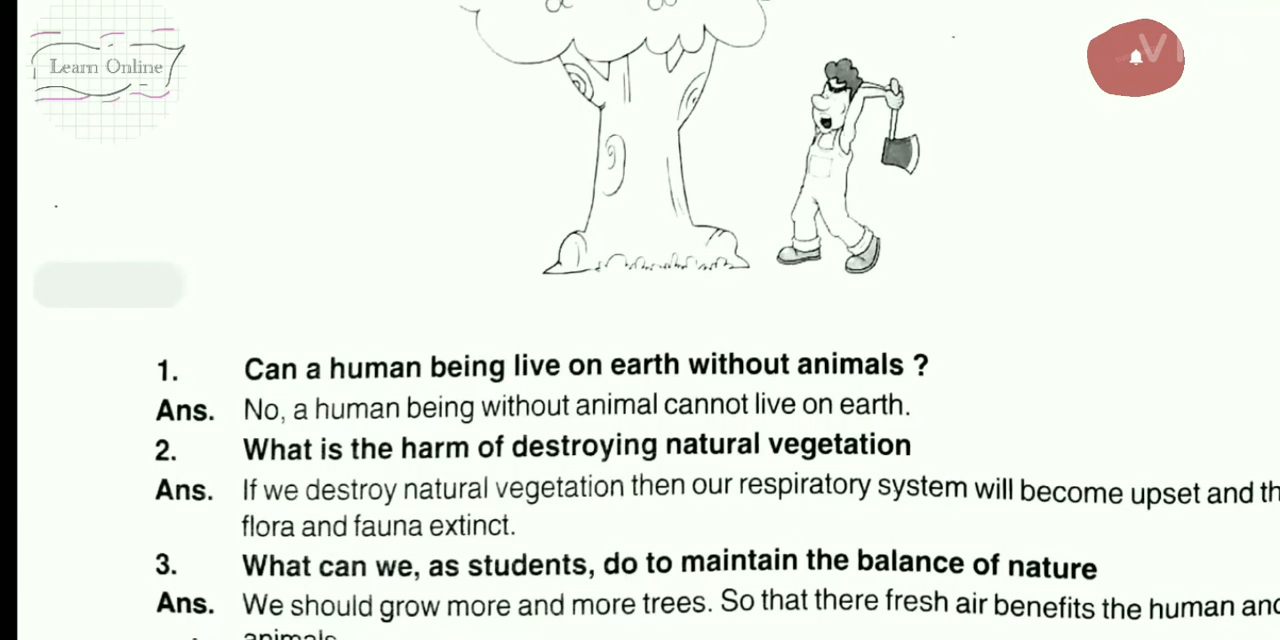 Learn Online
1. Can a human being live on earth without animals ?
Ans. No, a human being without animal cannot live on earth.
2. What is the harm of destroying natural vegetation
Ans. If we destroy natural vegetation then our respiratory system will become upset and
flora and fauna extinct.
3. What can we, as students, do to maintain the balance of nature
Ans. We should grow more and more trees. So that there fresh air benefits the human
animals